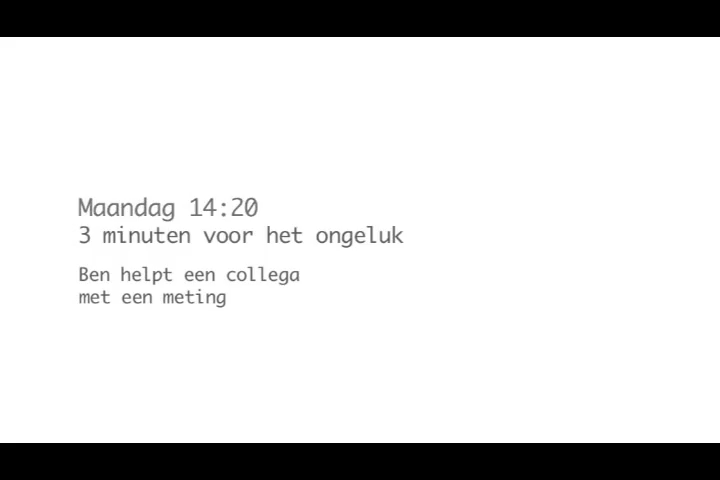 Maandag 14:20
3 minuten voor het ongeluk
Ben helpt een collega
met een meting